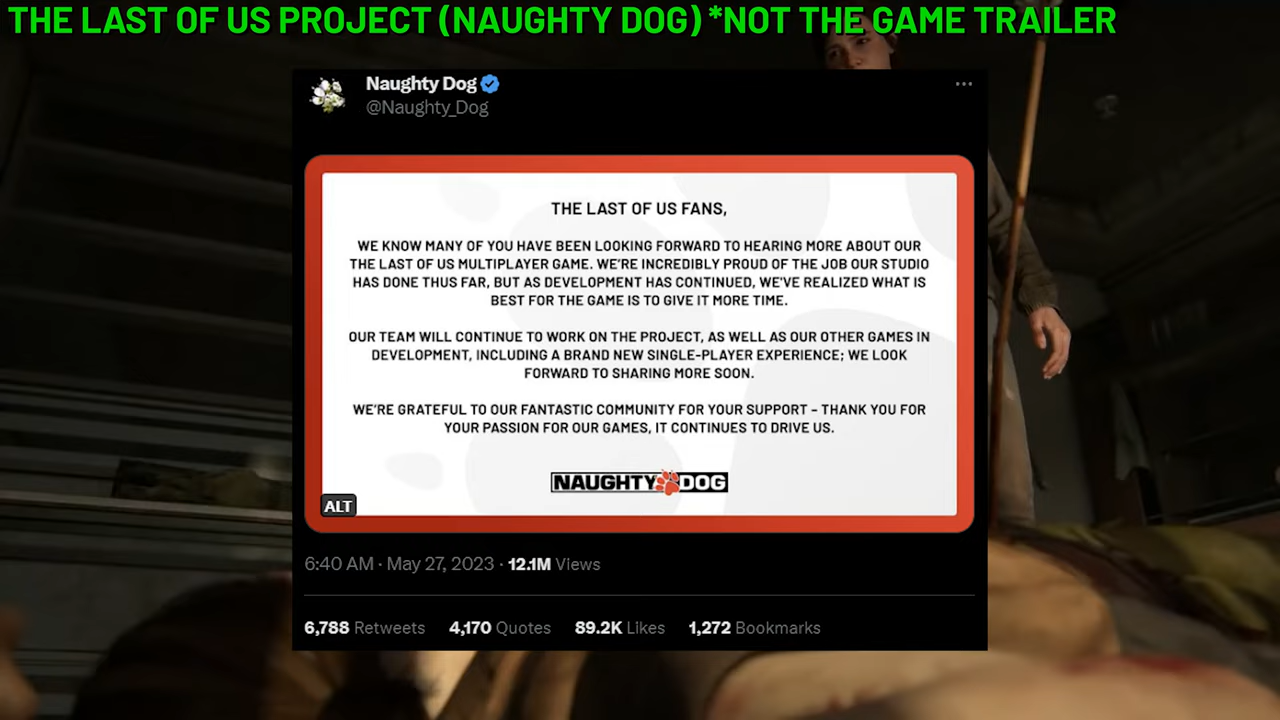 THE LAST OF US PROJECT (NAUGHTY DOG) *NOT THE GAME TRAILER
Naughty Dog
@Naughty_Dog
THE LAST OF US FANS,
WE KNOW MANY OF YOU HAVE BEEN LOOKING FORWARD TO HEARING MORE ABOUT OUR
THE LAST OF US MULTIPLAYER GAME. WE'RE INCREDIBLY PROUD OF THE JOB OUR STUDIO
HAS DONE THUS FAR, BUT AS DEVELOPMENT HAS CONTINUED, WE'VE REALIZED WHAT IS
BEST FOR THE GAME IS TO GIVE IT MORE TIME.
OUR TEAM WILL CONTINUE TO WORK ON THE PROJECT, AS WELL AS OUR OTHER GAMES IN
DEVELOPMENT, INCLUDING A BRAND NEW SINGLE-PLAYER EXPERIENCE; WE LOOK
FORWARD TO SHARING MORE SOON.
WE'RE GRATEFUL TO OUR FANTASTIC COMMUNITY FOR YOUR SUPPORT – THANK YOU FOR
YOUR PASSION FOR OUR GAMES, IT CONTINUES TO DRIVE US.
NAUGHTY DOG
ALT
6:40 AM · May 27, 2023 · 12.1M Views
6,788 Retweets 4,170 Quotes 89.2K Likes 1,272 Bookmarks